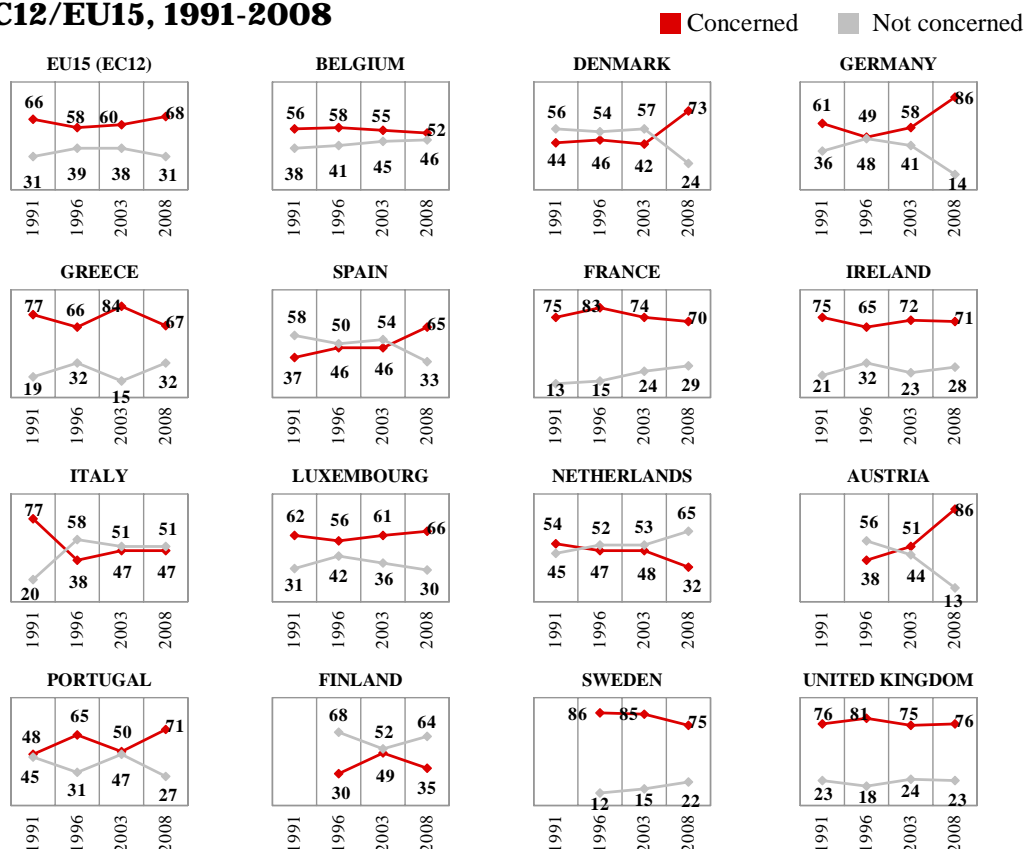 C12/EU15, 1991-2008
Concerned Not concerned
EU15 (EC12) BELGIUM DENMARK GERMANY
66 58 60 68
31 39 38 31
1991 1996 2003 2008
56 58 55 52
38 41 45 46
1991 1996 2003 2008
56 54 57 73
44 46 42 24
1991 1996 2003 2008
61 49 58 86
36 48 41 14
1991 1996 2003 2008
GREECE SPAIN FRANCE IRELAND
77 66 84 67
19 32 15 32
1991 1996 2003 2008
58 50 54 65
37 46 46 33
1991 1996 2003 2008
75 83 74 70
13 15 24 29
1991 1996 2003 2008
75 65 72 71
21 32 23 28
1991 1996 2003 2008
ITALY LUXEMBOURG NETHERLANDS AUSTRIA
77 58 51 51
20 38 47 47
1991 1996 2003 2008
62 56 61 66
31 42 36 30
1991 1996 2003 2008
54 52 53 65
45 47 48 32
1991 1996 2003 2008
56 51 86
38 44 13
1991 1996 2003 2008
PORTUGAL FINLAND SWEDEN UNITED KINGDOM
48 65 50 71
45 31 47 27
1991 1996 2003 2008
68 52 64
30 49 35
1991 1996 2003 2008
86 85 75
12 15 22
1991 1996 2003 2008
76 81 75 76
23 18 24 23
1991 1996 2003 2008